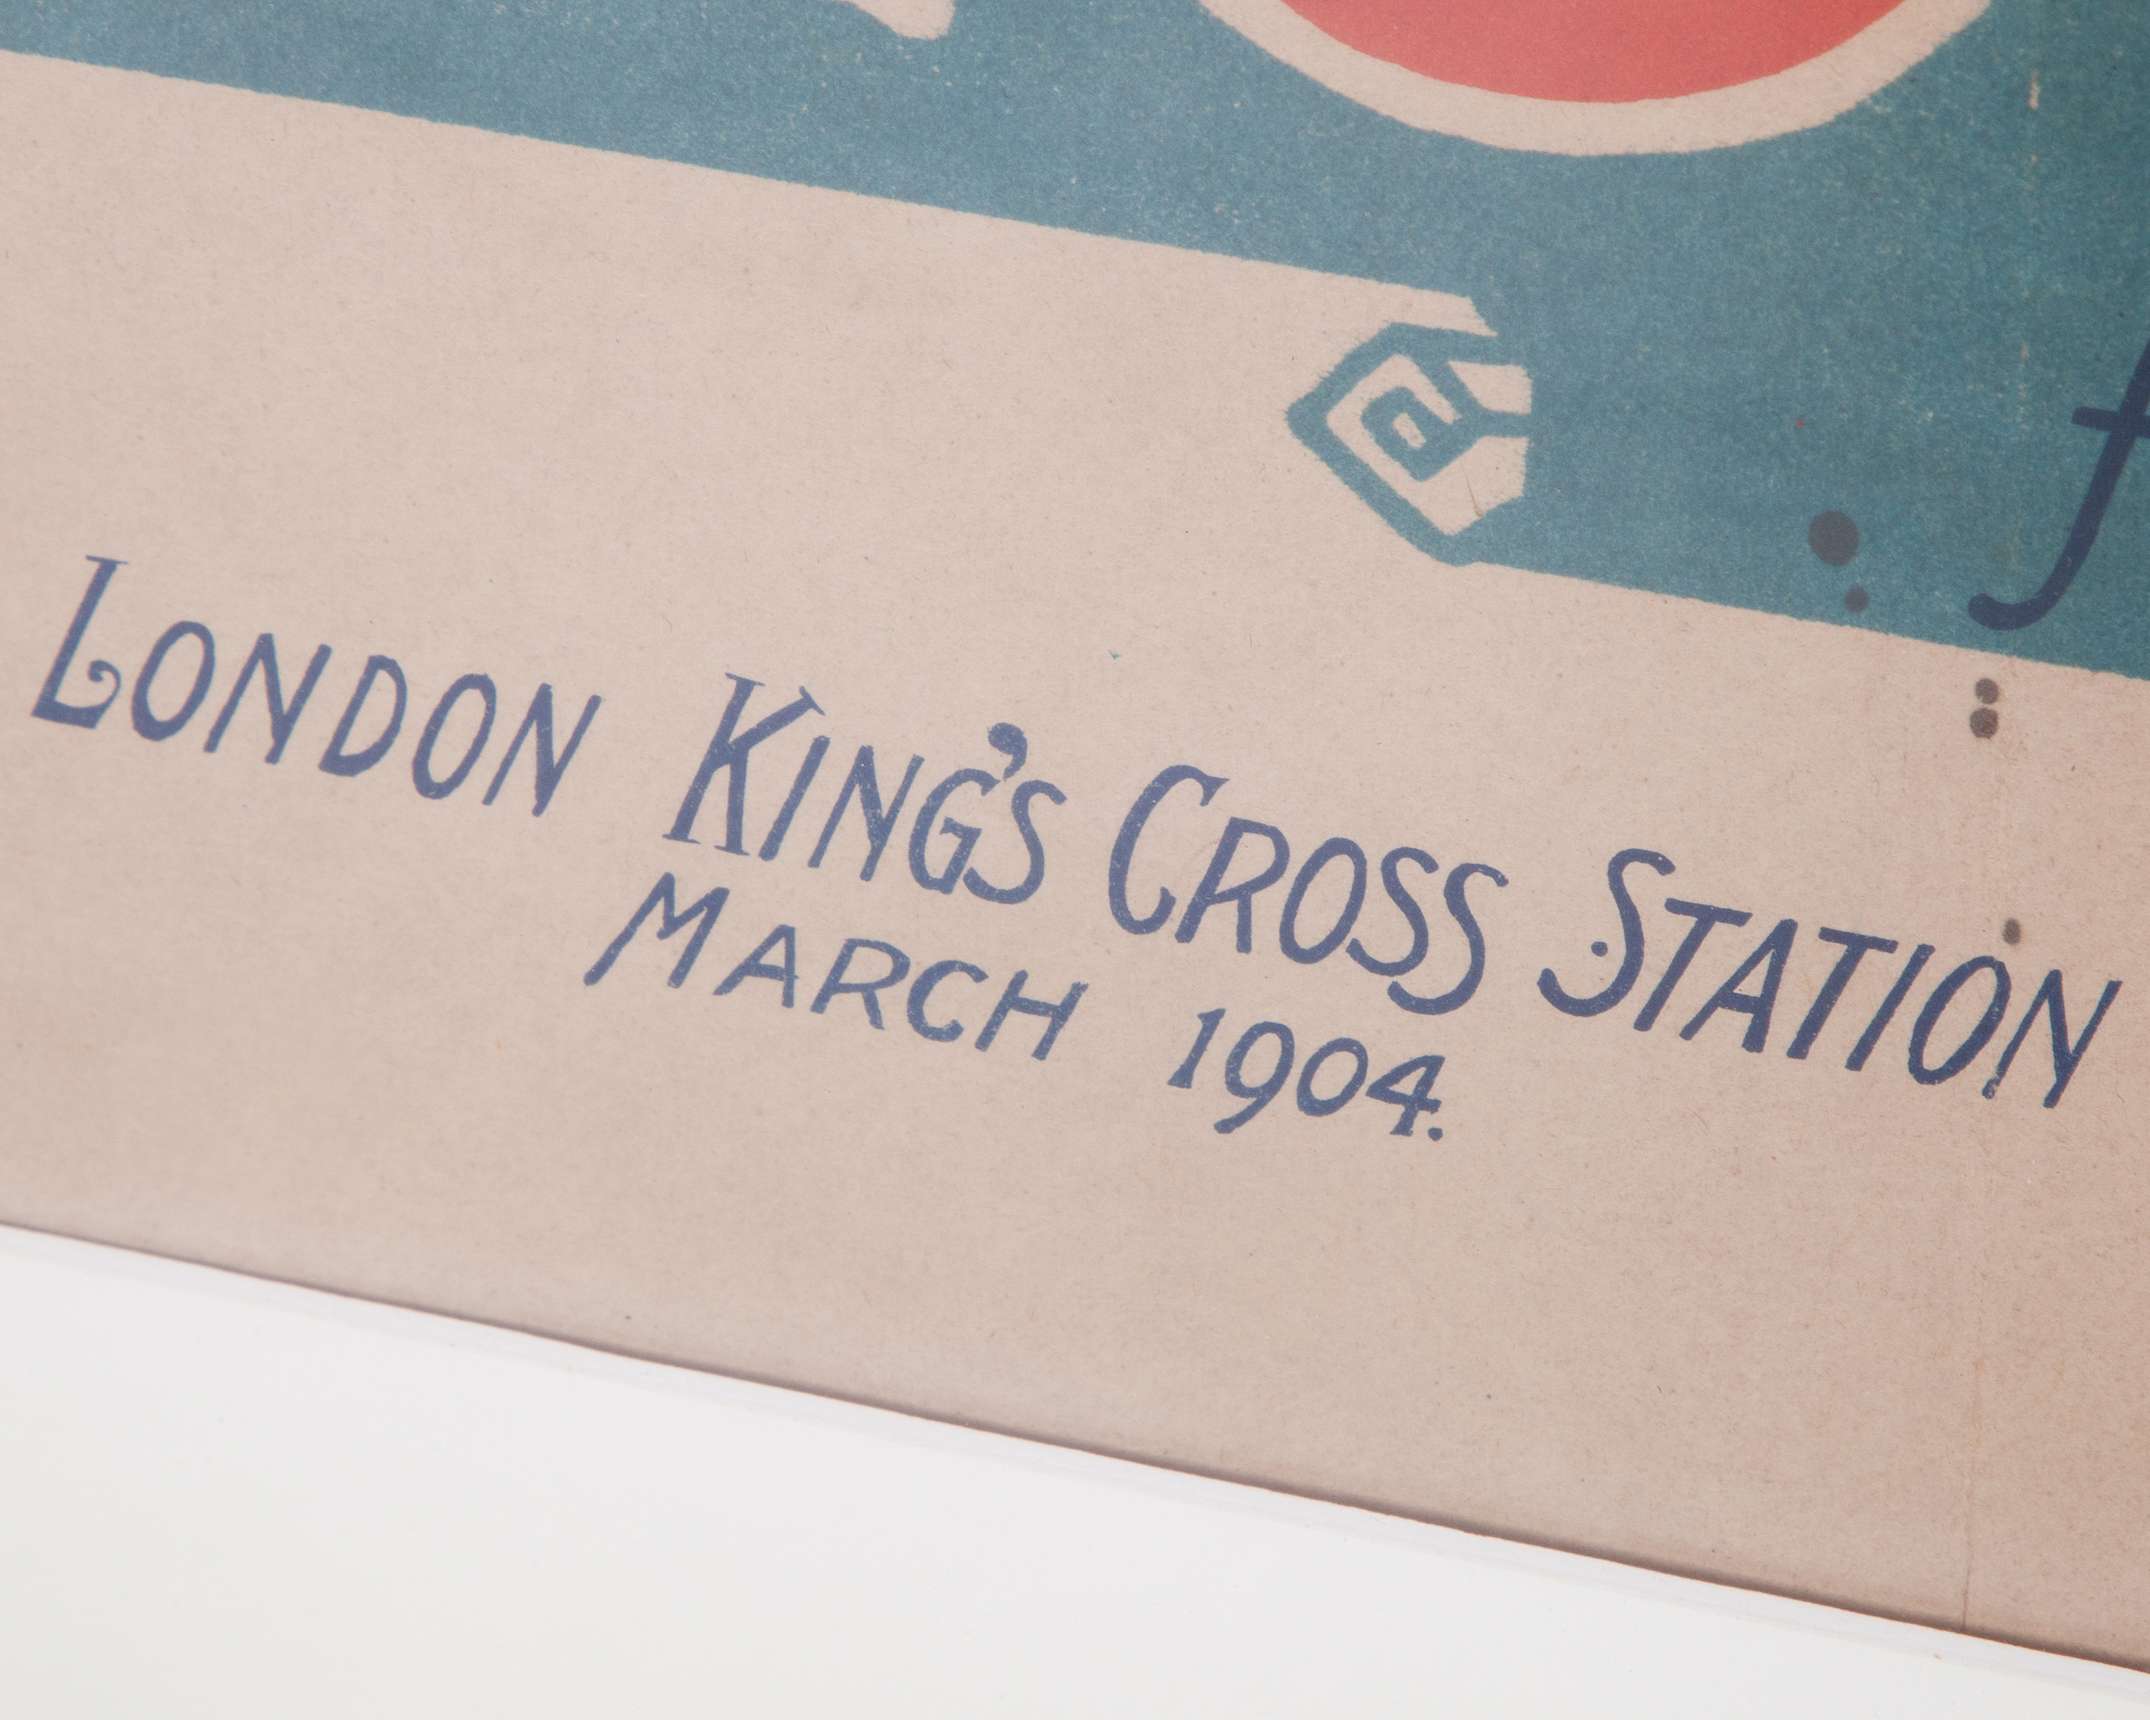 f
LONDON KING'S CROSS STATION
MARCH 1904.